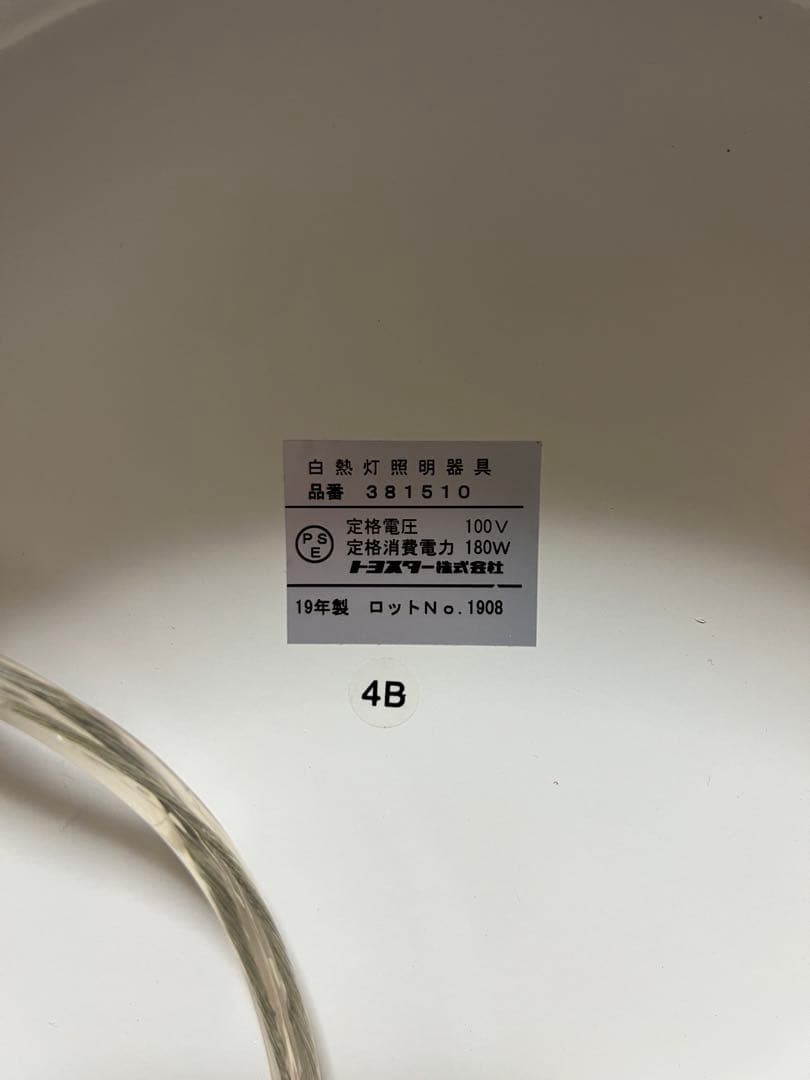 白熱灯照明器具
品番 381510
PSE
定格電圧 100V
定格消費電力 180W
トヨスター株式会社
19年製 ロットNo.1908
4B